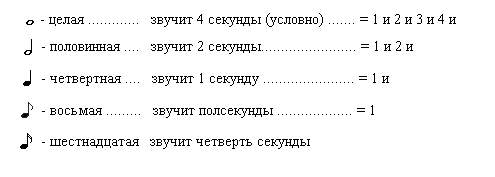 - целая ............. звучит 4 секунды (условно) ....... = 1 и 2 и 3 и 4 и
- половинная .... звучит 2 секунды........................ = 1 и 2 и
- четвертная .... звучит 1 секунду ........................ = 1 и
- восьмая ......... звучит полсекунды ................... = 1
- шестнадцатая звучит четверть секунды